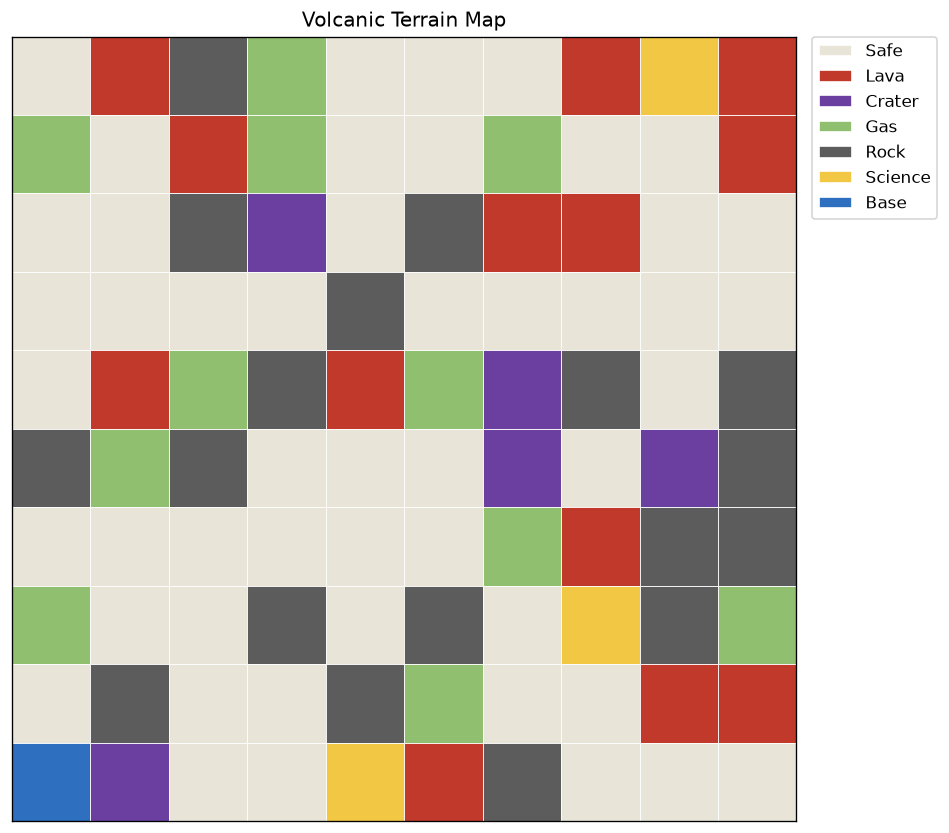 Volcanic Terrain Map
Safe
Lava
Crater
Gas
Rock
Science
Base